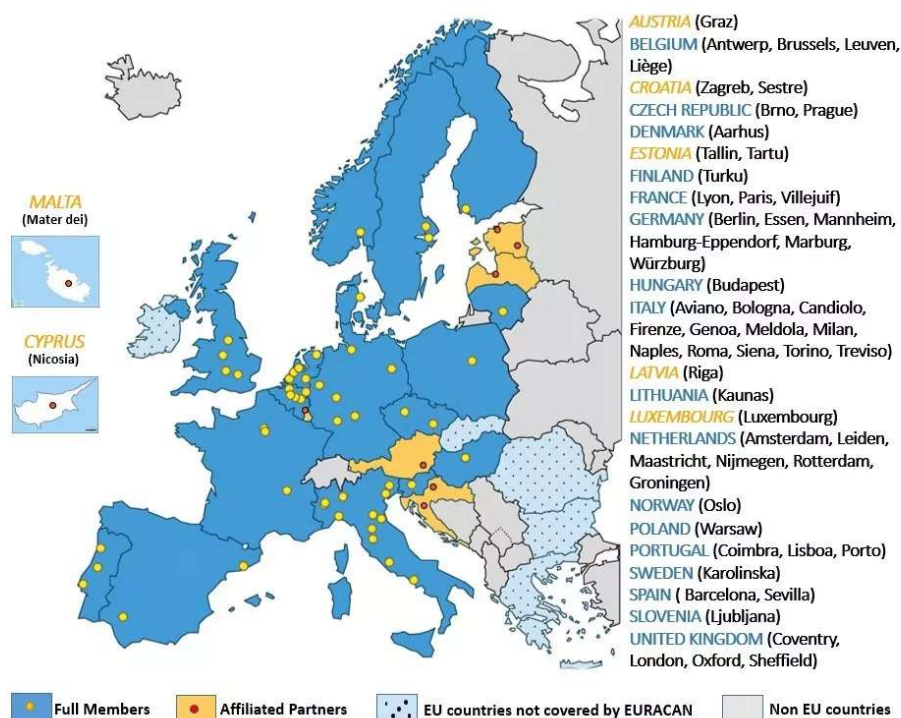 MALTA
(Mater dei)
CYPRUS
(Nicosia)
AUSTRIA (Graz)
BELGIUM (Antwerp, Brussels, Leuven,
Liège)
CROATIA (Zagreb, Sestre)
CZECH REPUBLIC (Brno, Prague)
DENMARK (Aarhus)
ESTONIA (Tallin, Tartu)
FINLAND (Turku)
FRANCE (Lyon, Paris, Villejuif)
GERMANY (Berlin, Essen, Mannheim,
Hamburg-Eppendorf, Marburg,
Würzburg)
HUNGARY (Budapest)
ITALY (Aviano, Bologna, Candiolo,
Firenze, Genoa, Meldola, Milan,
Naples, Roma, Siena, Torino, Treviso)
LATVIA (Riga)
LITHUANIA (Kaunas)
LUXEMBOURG (Luxembourg)
NETHERLANDS (Amsterdam, Leiden,
Maastricht, Nijmegen, Rotterdam,
Groningen)
NORWAY (Oslo)
POLAND (Warsaw)
PORTUGAL (Coimbra, Lisboa, Porto)
SWEDEN (Karolinska)
SPAIN ( Barcelona, Sevilla)
SLOVENIA (Ljubljana)
UNITED KINGDOM (Coventry,
London, Oxford, Sheffield)
Full Members
Affiliated Partners
EU countries not covered by EURACAN
Non EU countries